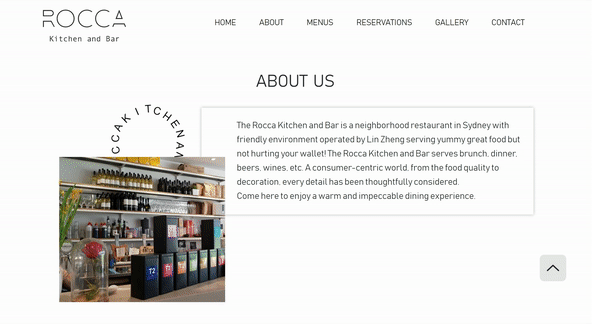 ROCCA
Kitchen and Bar
HOME ABOUT MENUS RESERVATIONS GALLERY CONTACT
ABOUT US
CCAKITCHENAN
The Rocca Kitchen and Bar is a neighborhood restaurant in Sydney with
friendly environment operated by Lin Zheng serving yummy great food but
not hurting your wallet! The Rocca Kitchen and Bar serves brunch, dinner,
beers, wines, etc. A consumer-centric world, from the food quality to
decoration, every detail has been thoughtfully considered.
Come here to enjoy a warm and impeccable dining experience.
T2